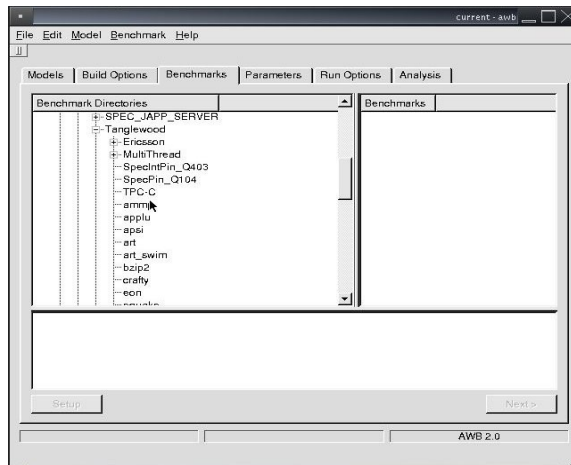 current - awb
File Edit Model Benchmark Help
Models Build Options Benchmarks Parameters Run Options Analysis
Benchmark Directories
Benchmarks
SPEC_JAPP_SERVER
Tanglewood
Ericsson
MultiThread
SpecIntPin_Q403
SpecPin_Q104
TPC-C
ammp
applu
apsi
art
art_swim
bzip2
crafty
eon
Setup
Next >
AWB 2.0